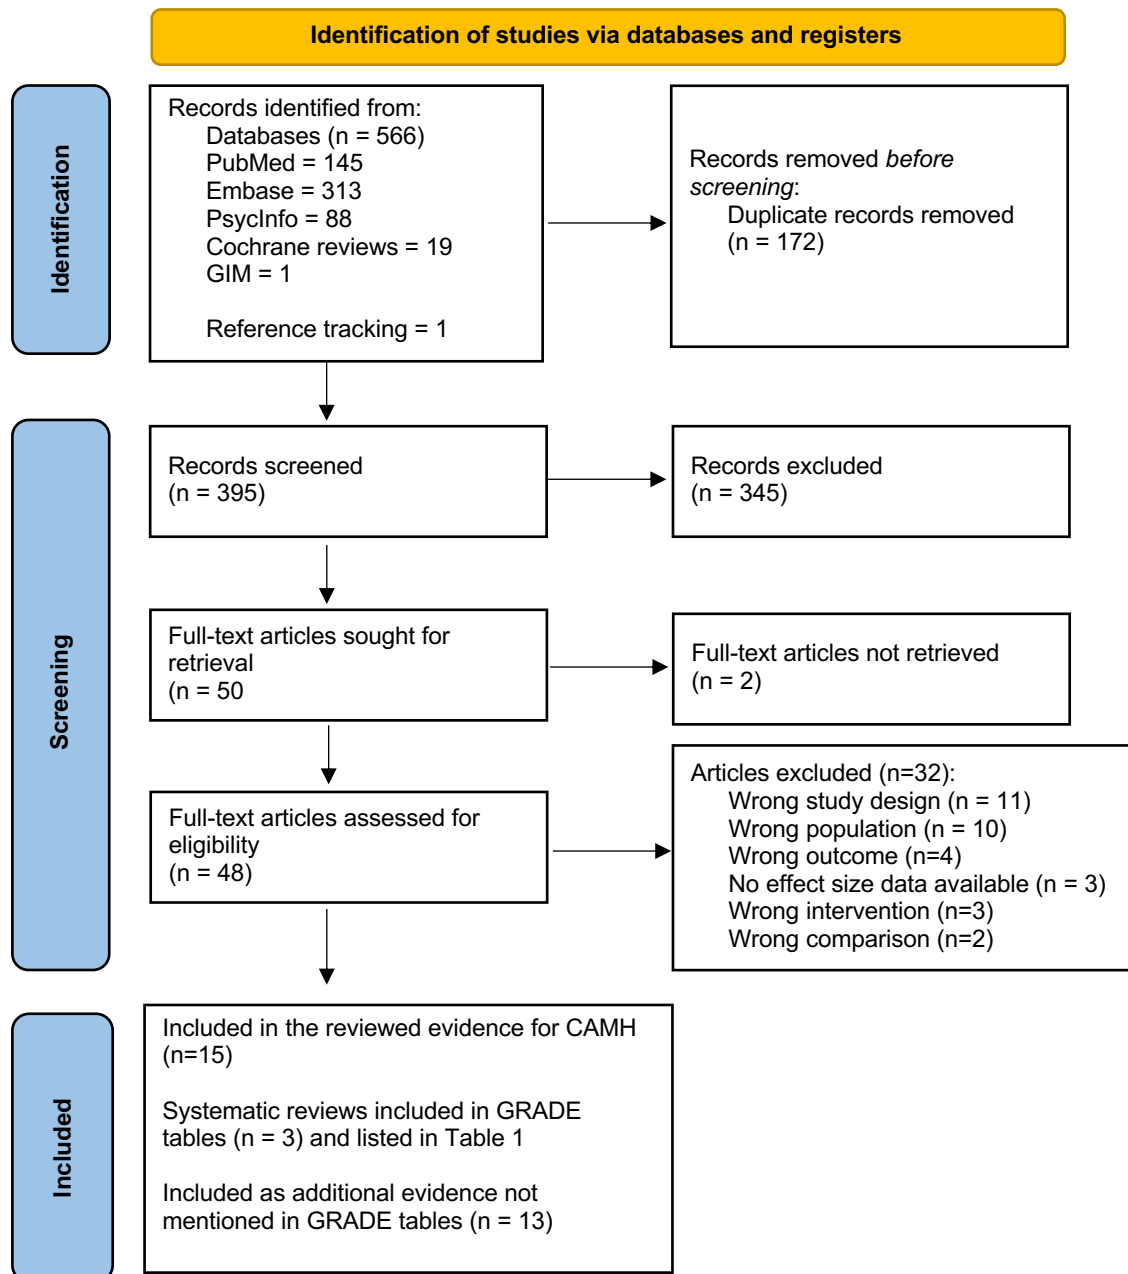 Identification of studies via databases and registers
Identification
Records identified from:
Databases (n = 566)
PubMed = 145
Embase = 313
PsycInfo = 88
Cochrane reviews = 19
GIM = 1
Reference tracking = 1
Records removed before
screening:
Duplicate records removed
(n = 172)
Screening
Records screened
(n = 395)
Records excluded
(n = 345)
Full-text articles sought for
retrieval
(n = 50
Full-text articles not retrieved
(n = 2)
Full-text articles assessed for
eligibility
(n = 48)
Articles excluded (n=32):
Wrong study design (n = 11)
Wrong population (n = 10)
Wrong outcome (n=4)
No effect size data available (n = 3)
Wrong intervention (n=3)
Wrong comparison (n=2)
Included
Included in the reviewed evidence for CAMH
(n=15)
Systematic reviews included in GRADE
tables (n = 3) and listed in Table 1
Included as additional evidence not
mentioned in GRADE tables (n = 13)